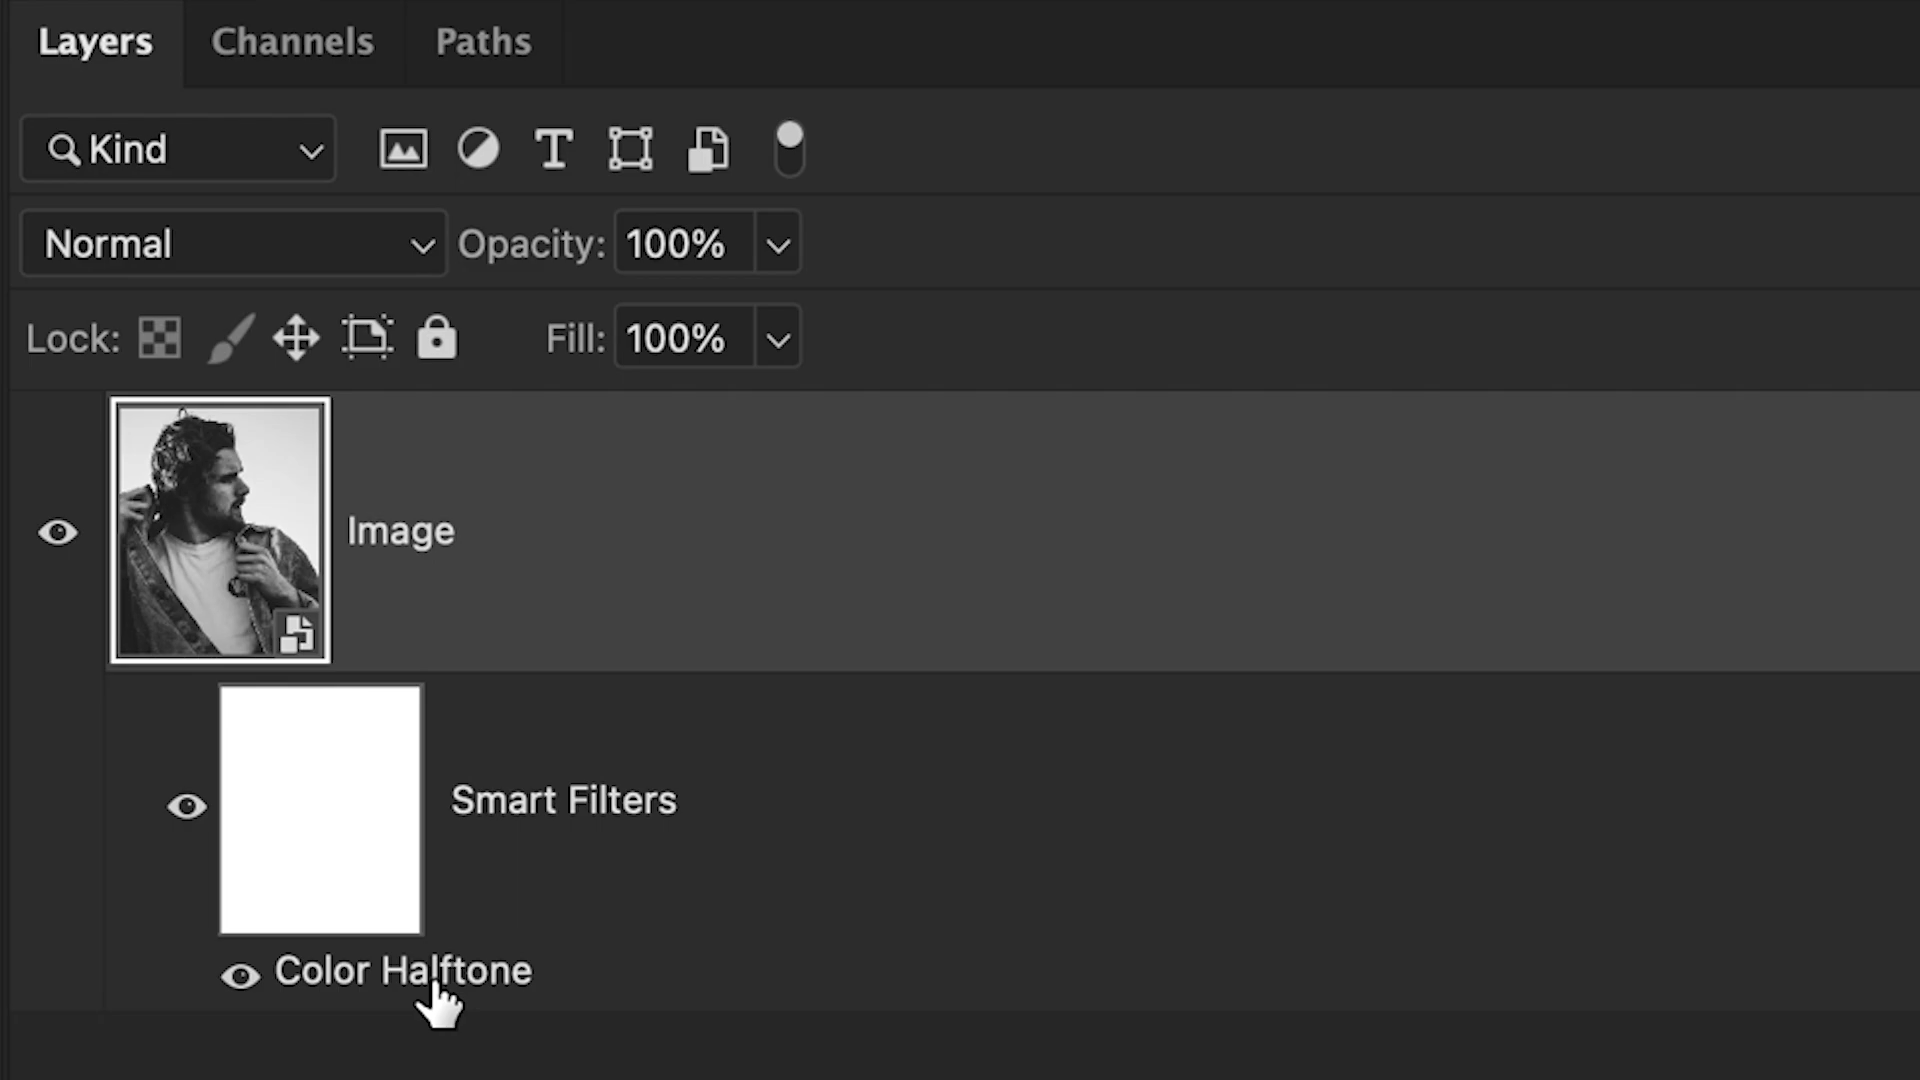 Layers Channels Paths
Kind
Normal Opacity: 100%
Lock: Fill: 100%
Image
Smart Filters
Color Halftone